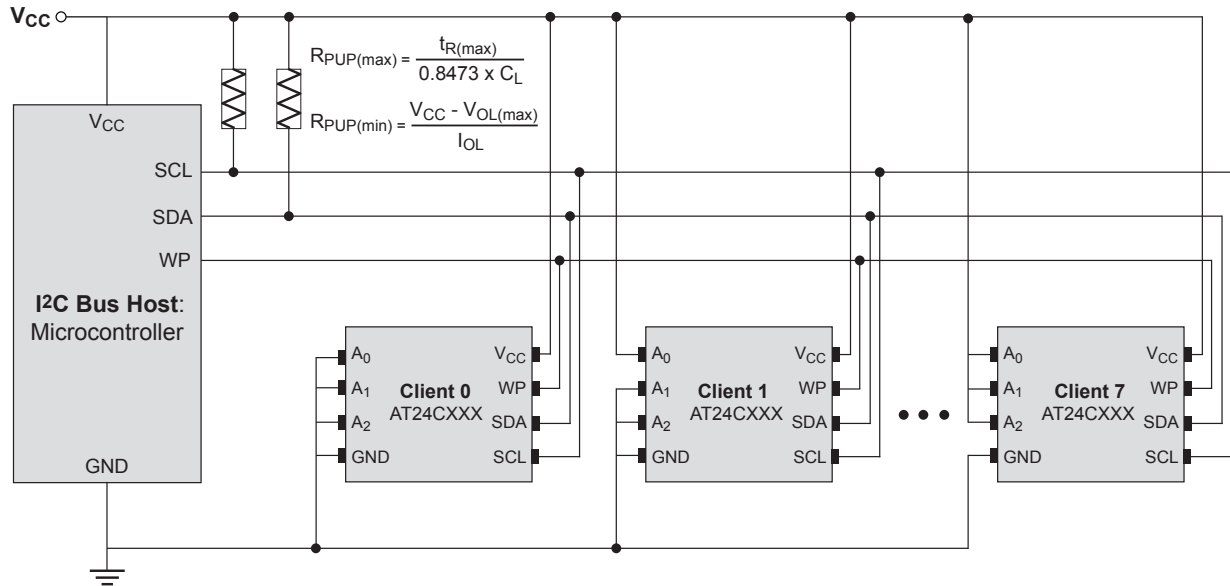 VCC
RPUP(max) = tR(max) / 0.8473 x CL
RPUP(min) = VCC - VOL(max) / IOL
VCC
SCL
SDA
WP
I2C Bus Host:
Microcontroller
GND
A0
A1
A2
GND
Client 0
AT24CXXX
VCC
WP
SDA
SCL
A0
A1
A2
GND
Client 1
AT24CXXX
VCC
WP
SDA
SCL
A0
A1
A2
GND
Client 7
AT24CXXX
VCC
WP
SDA
SCL